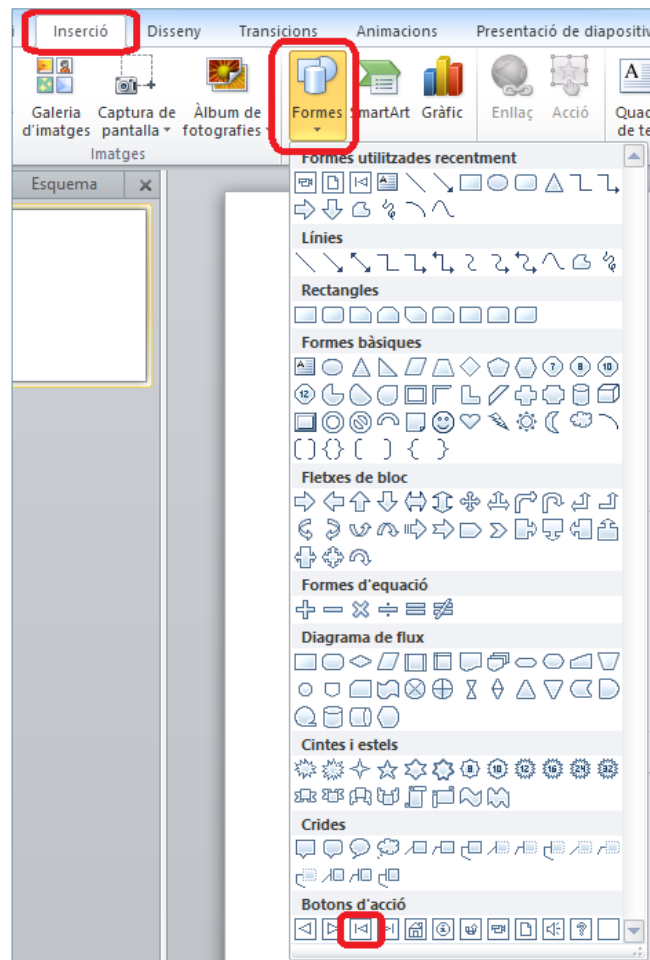 Inserció Disseny Transicions Animacions Presentació de diapositiv
Galeria d'imatges
Captura de pantalla
Àlbum de fotografies
Formes
SmartArt
Gràfic
Enllaç
Acció
Quad
de te
Imatges
Esquema
Formes utilitzades recentment
Línies
Rectangles
Formes bàsiques
Fletxes de bloc
Formes d'equació
Diagrama de flux
Cintes i estels
Crides
Botons d'acció